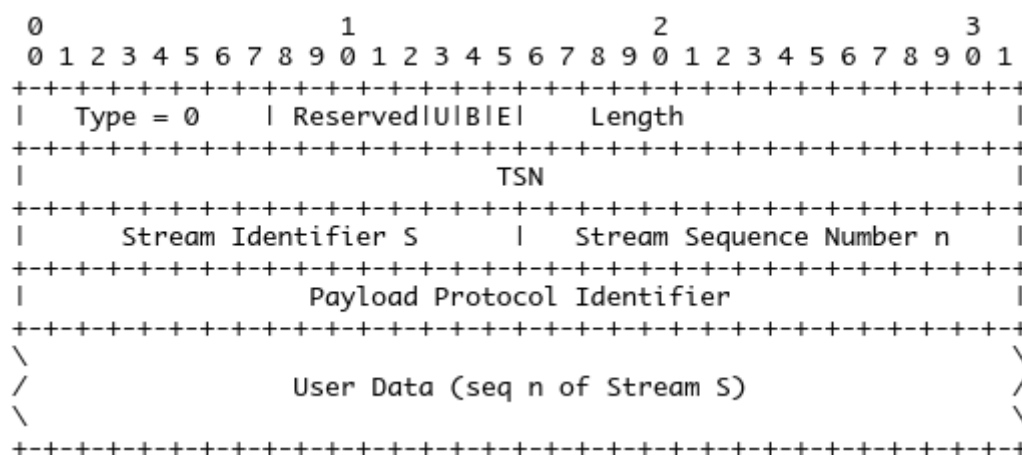 0                   1                   2                   3
 0 1 2 3 4 5 6 7 8 9 0 1 2 3 4 5 6 7 8 9 0 1 2 3 4 5 6 7 8 9 0 1
+-+-+-+-+-+-+-+-+-+-+-+-+-+-+-+-+-+-+-+-+-+-+-+-+-+-+-+-+-+-+-+-+
|   Type = 0    | Reserved|U|B|E|    Length                     |
+-+-+-+-+-+-+-+-+-+-+-+-+-+-+-+-+-+-+-+-+-+-+-+-+-+-+-+-+-+-+-+-+
|                              TSN                              |
+-+-+-+-+-+-+-+-+-+-+-+-+-+-+-+-+-+-+-+-+-+-+-+-+-+-+-+-+-+-+-+-+
|      Stream Identifier S      |   Stream Sequence Number n    |
+-+-+-+-+-+-+-+-+-+-+-+-+-+-+-+-+-+-+-+-+-+-+-+-+-+-+-+-+-+-+-+-+
|                  Payload Protocol Identifier                  |
+-+-+-+-+-+-+-+-+-+-+-+-+-+-+-+-+-+-+-+-+-+-+-+-+-+-+-+-+-+-+-+-+
\                                                               \
/                 User Data (seq n of Stream S)                 /
\                                                               \
+-+-+-+-+-+-+-+-+-+-+-+-+-+-+-+-+-+-+-+-+-+-+-+-+-+-+-+-+-+-+-+-+